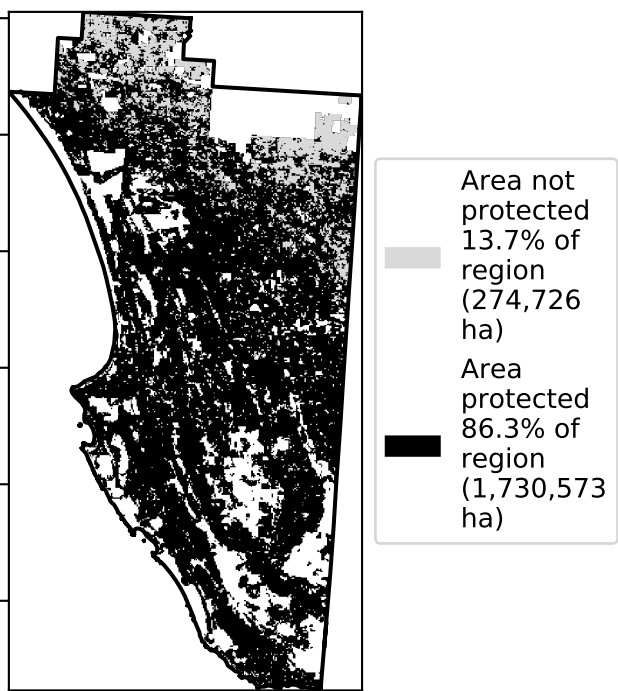 Area not
protected
13.7% of
region
(274,726
ha)
Area
protected
86.3% of
region
(1,730,573
ha)